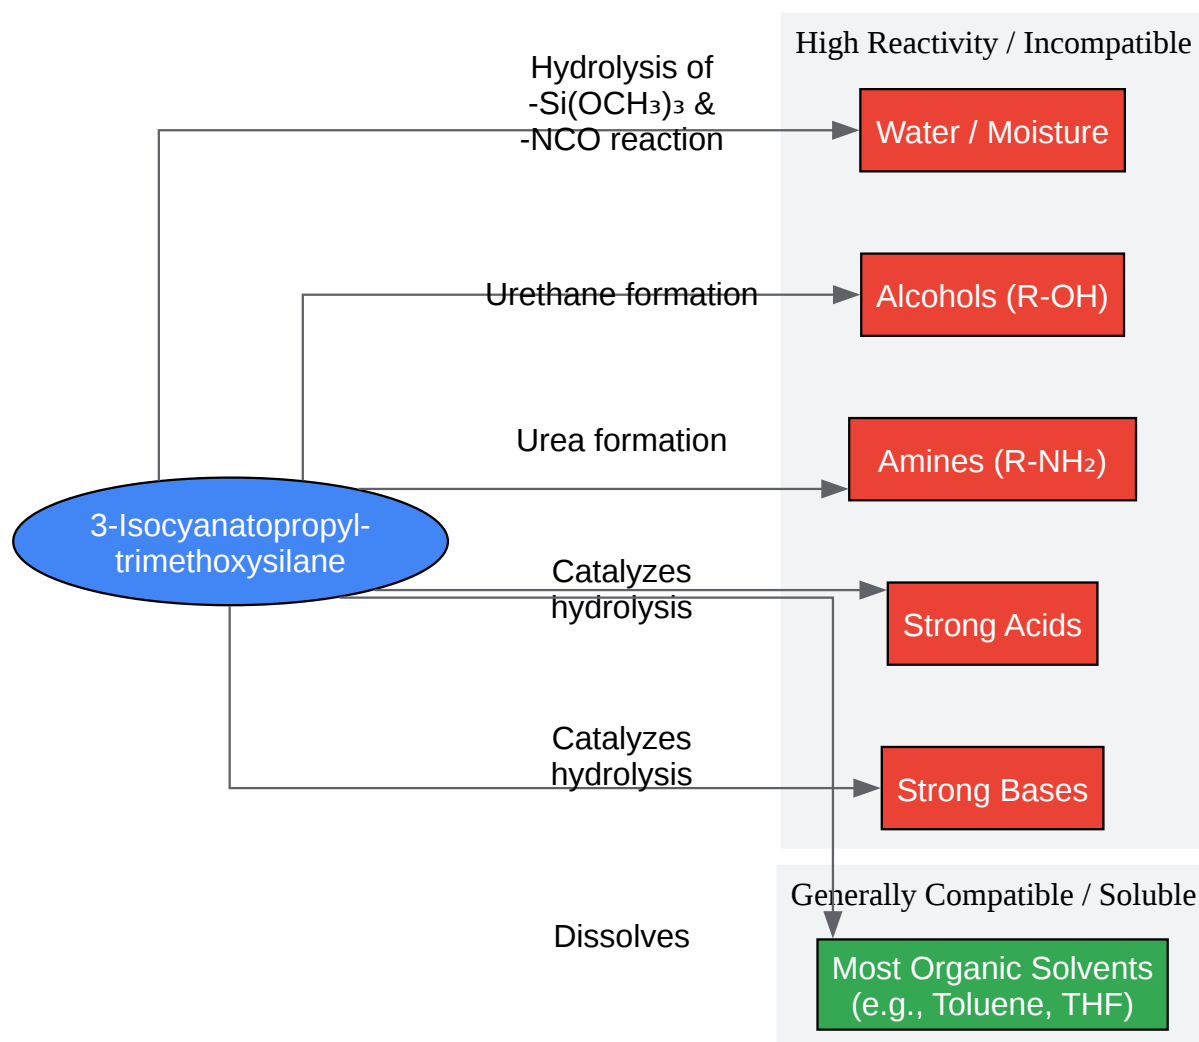 High Reactivity / Incompatible
Hydrolysis of
-Si(OCH₃)₃ &
-NCO reaction
Water / Moisture
Urethane formation
Alcohols (R-OH)
Urea formation
Amines (R-NH₂)
3-Isocyanatopropyl-
trimethoxysilane
Catalyzes
hydrolysis
Strong Acids
Catalyzes
hydrolysis
Strong Bases
Generally Compatible / Soluble
Dissolves
Most Organic Solvents
(e.g., Toluene, THF)